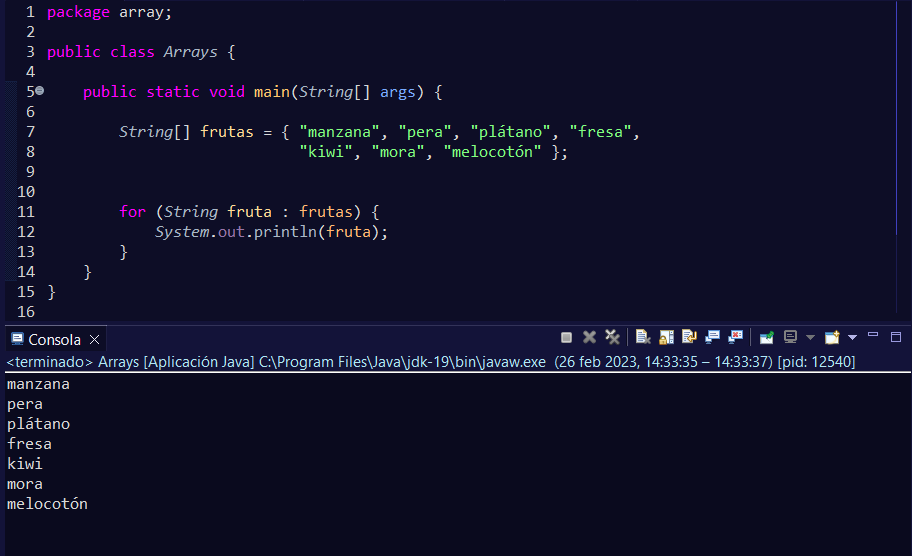 1 package array;
2
3 public class Arrays {
4
5 public static void main(String[] args) {
6
7 String[] frutas = { "manzana", "pera", "plátano", "fresa",
8 "kiwi", "mora", "melocotón" };
9
10
11 for (String fruta : frutas) {
12 System.out.println(fruta);
13 }
14 }
15 }
16
Consola
<terminado> Arrays [Aplicación Java] C:\Program Files\Java\jdk-19\bin\javaw.exe (26 feb 2023, 14:33:35 – 14:33:37) [pid: 12540]
manzana
pera
plátano
fresa
kiwi
mora
melocotón